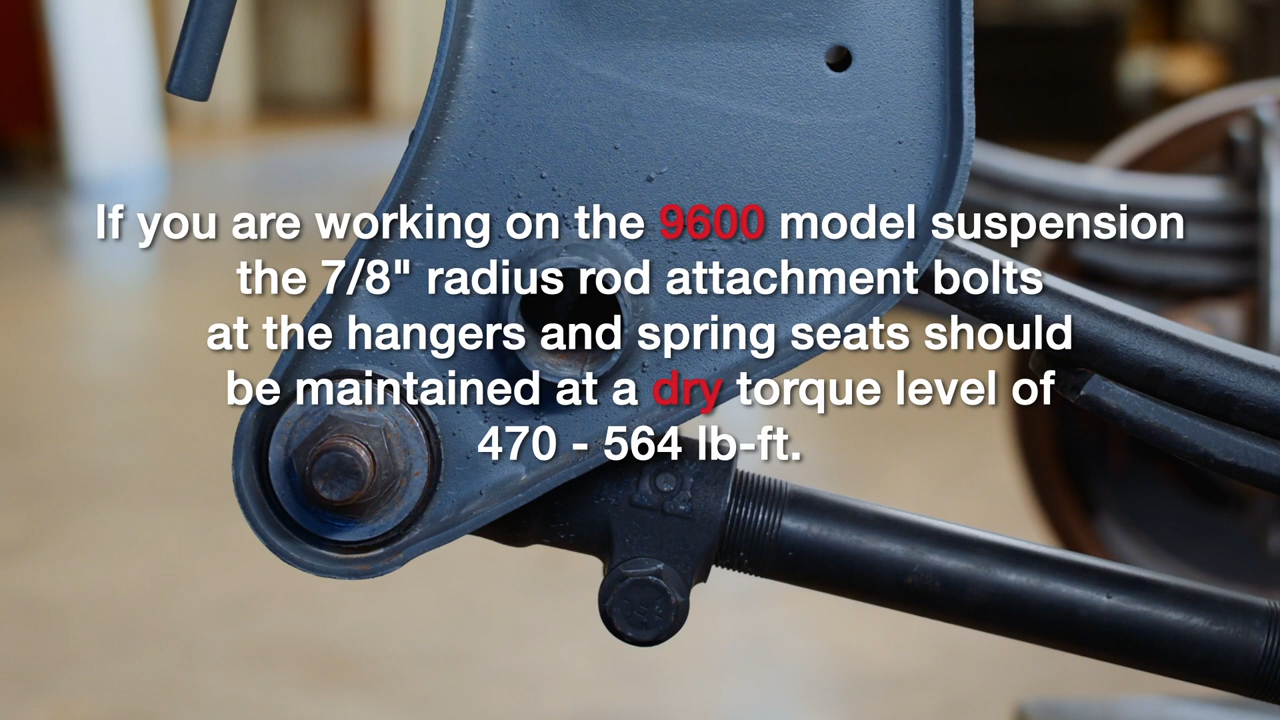 If you are working on the 9600 model suspension
the 7/8" radius rod attachment bolts
at the hangers and spring seats should
be maintained at a dry torque level of
470 - 564 lb-ft.